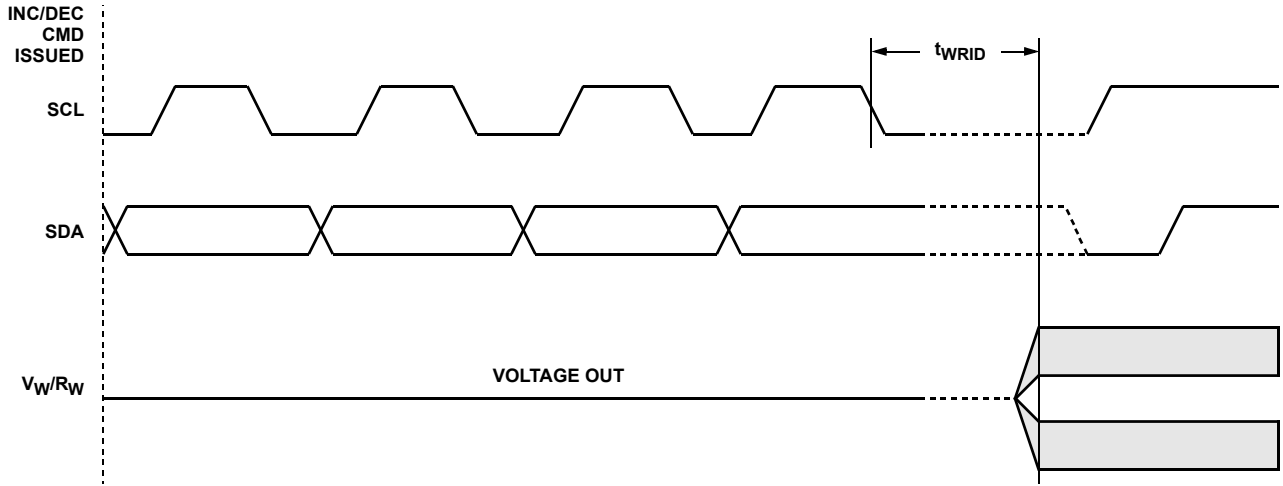 INC/DEC
CMD
ISSUED
tWRID
SCL
SDA
VOLTAGE OUT
VW/RW